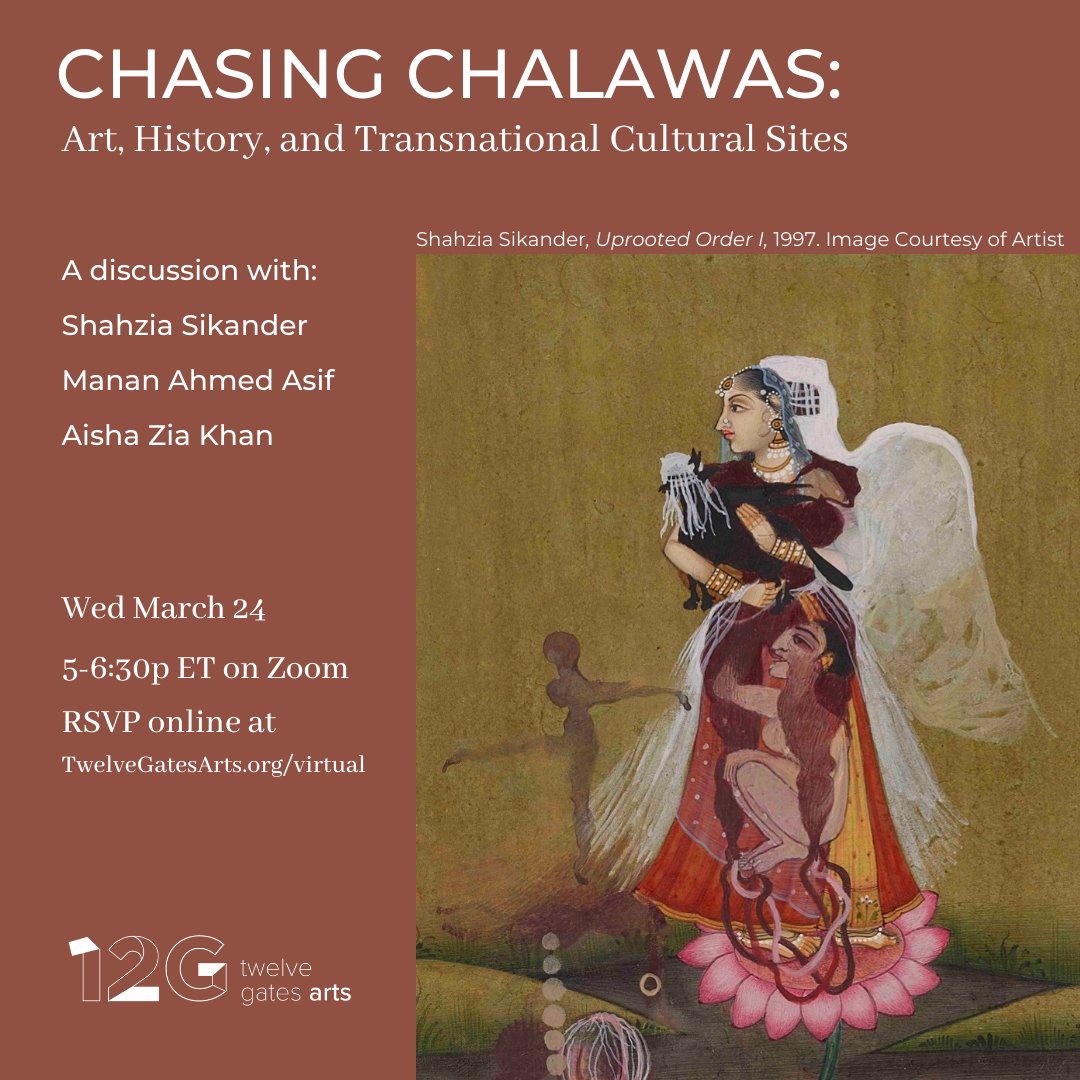 CHASING CHALAWAS:
Art, History, and Transnational Cultural Sites
Shahzia Sikander, Uprooted Order I, 1997. Image Courtesy of Artist
A discussion with:
Shahzia Sikander
Manan Ahmed Asif
Aisha Zia Khan
Wed March 24
5-6:30p ET on Zoom
RSVP online at
TwelveGatesArts.org/virtual
12G
twelve
gates arts